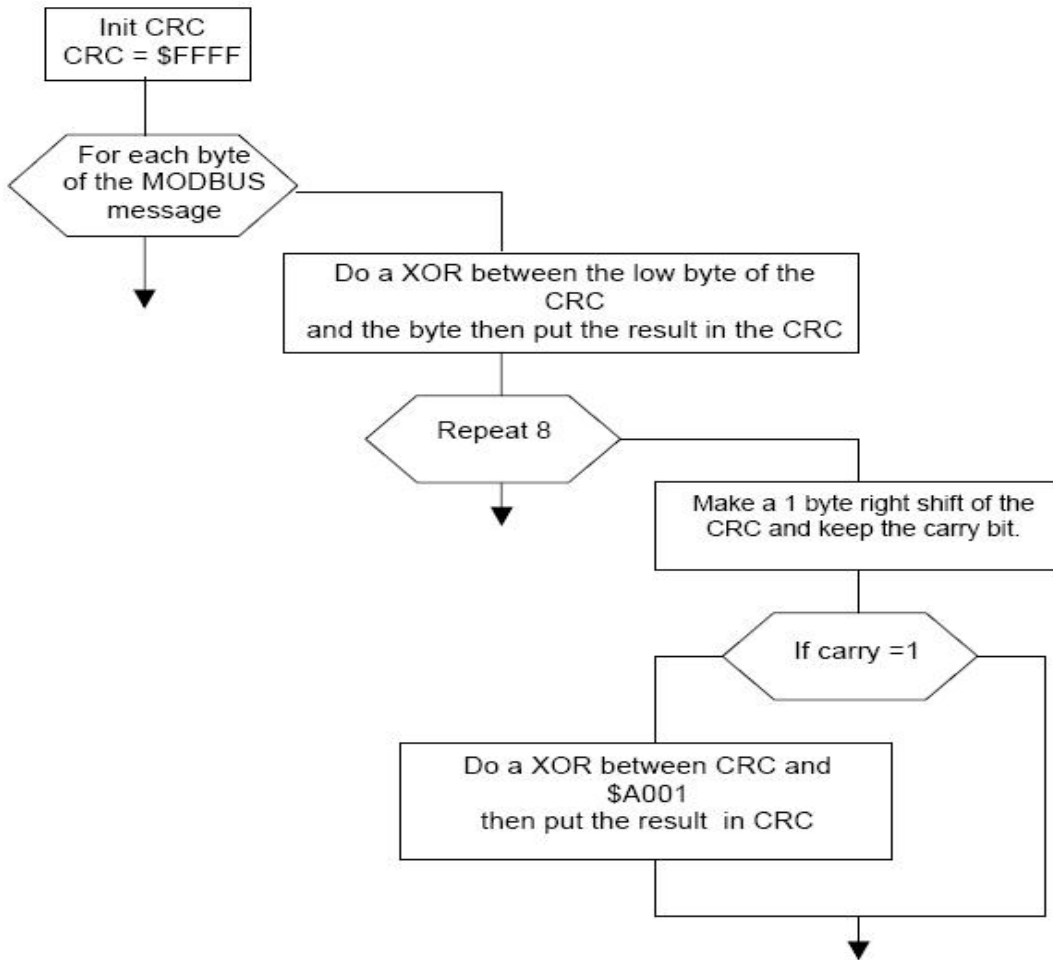 Init CRC
CRC = $FFFF
For each byte
of the MODBUS
message
Do a XOR between the low byte of the
CRC
and the byte then put the result in the CRC
Repeat 8
Make a 1 byte right shift of the
CRC and keep the carry bit.
If carry =1
Do a XOR between CRC and
$A001
then put the result in CRC